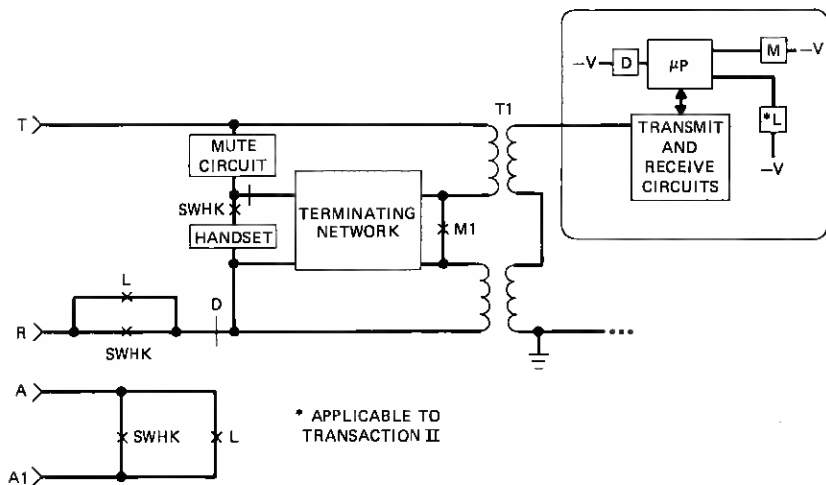 −V
D
μP
M
−V
T1
*L
−V
T
MUTE
CIRCUIT
TRANSMIT
AND
RECEIVE
CIRCUITS
SWHK
TERMINATING
NETWORK
HANDSET
M1
L
D
R
SWHK
A
SWHK
L
* APPLICABLE TO
TRANSACTION II
A1